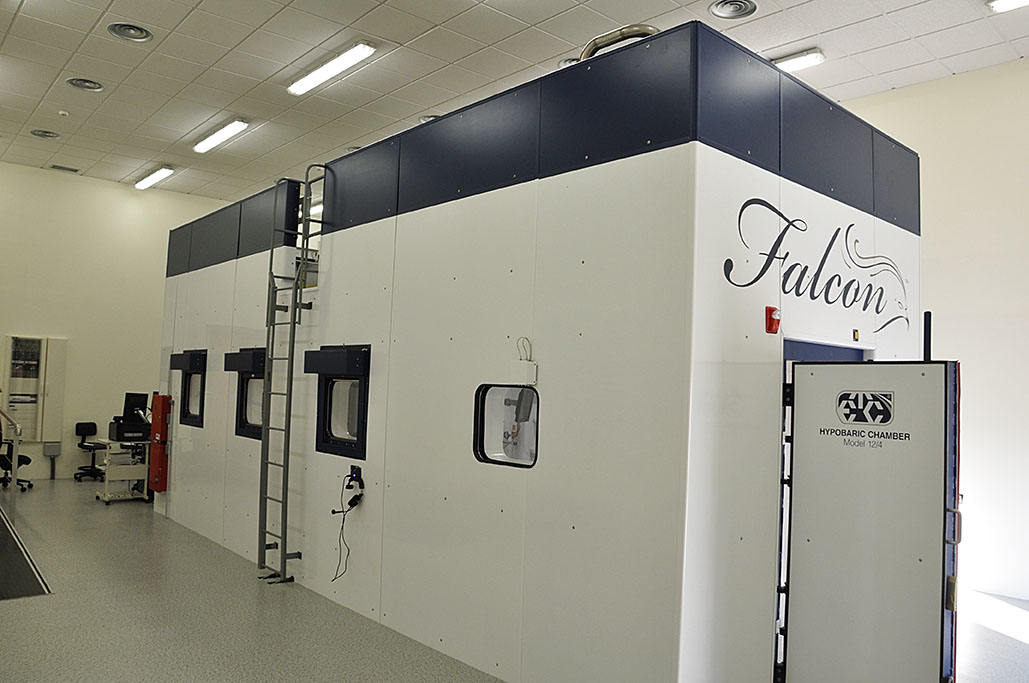 Falcon
ETC
HYPOBARIC CHAMBER
Model 12/4